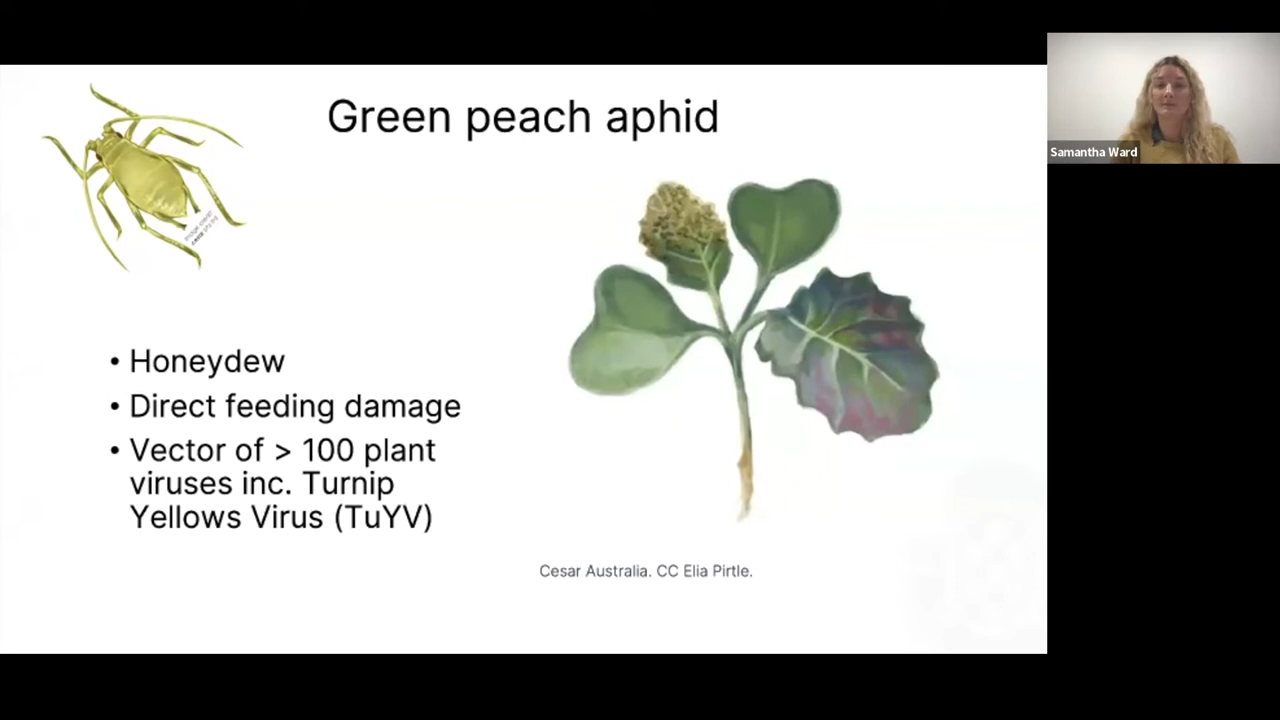 Green peach aphid
Samantha Ward
• Honeydew
• Direct feeding damage
• Vector of > 100 plant
viruses inc. Turnip
Yellows Virus (TuYV)
Cesar Australia. CC Elia Pirtle.